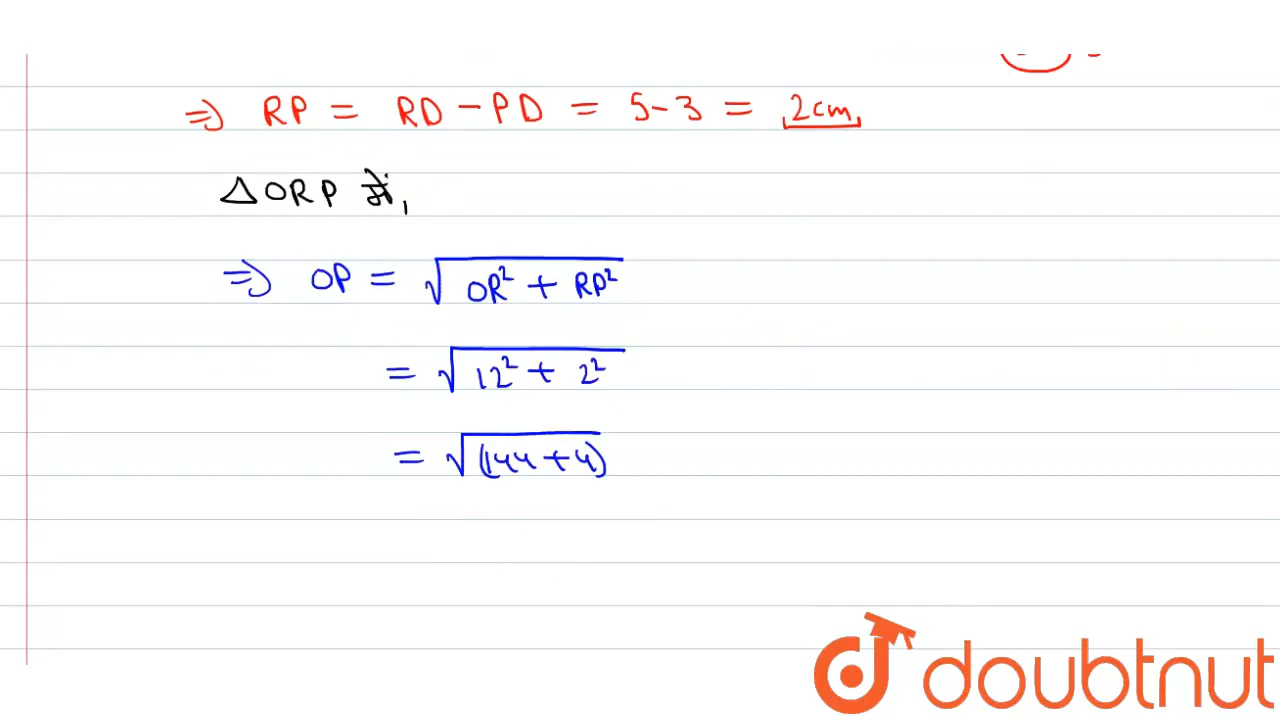 ⇒ RP = RD - PD = 5 - 3 = 2cm
△ORP में,
⇒ OP = √(OR² + RP²)
= √(12² + 2²)
= √(144 + 4)
doubtnut